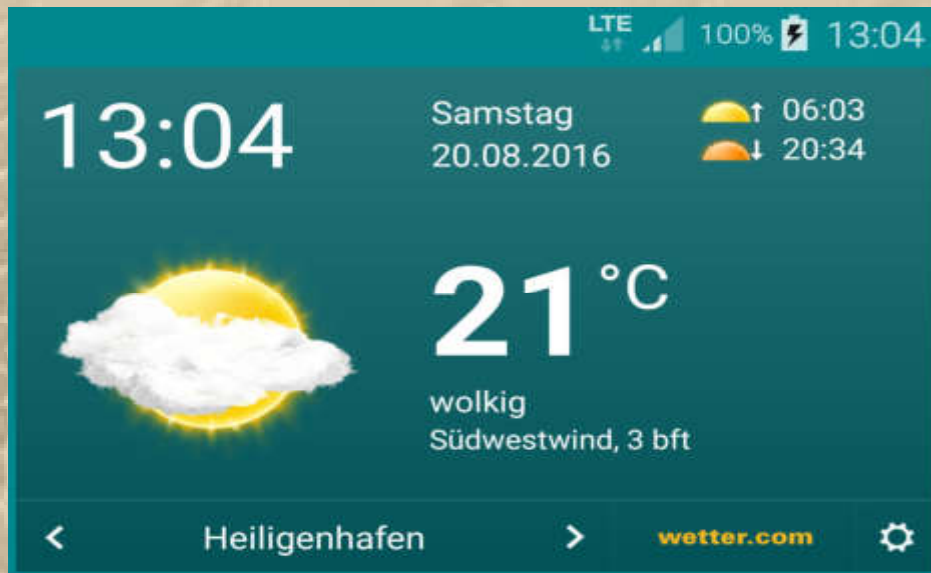 LTE 100% 13:04
13:04
Samstag
20.08.2016
06:03
20:34
21 °C
wolkig
Südwestwind, 3 bft
< Heiligenhafen > wetter.com